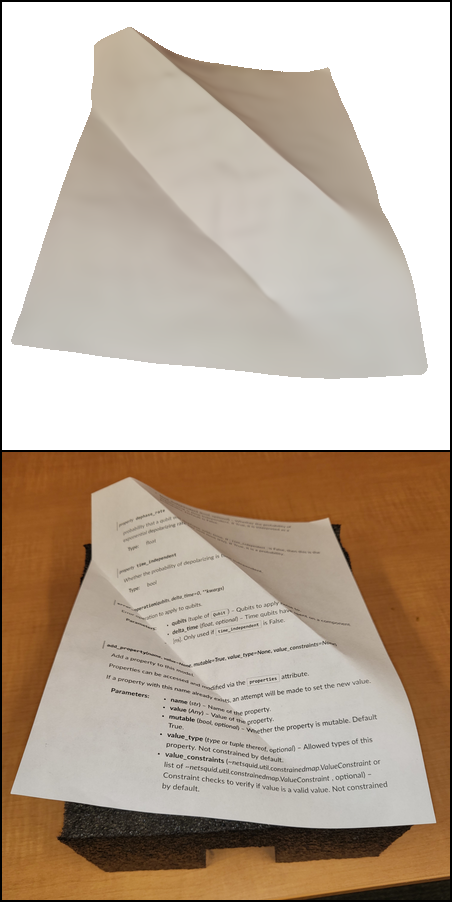 property dephase_rate
probability that a qubit
exponential depolarizing rate
Type float
property time_independent
Whether the probability of depolarizing is
Type bool
operation(qubits, delta_time=0, **kwargs)
operation to apply to qubits.
qubits (tuple of Qubit) – Qubits to apply
delta_time (float, optional) – Time qubits have
[ns]. Only used if time_independent is False.
add_property(name, value=None, mutable=True, value_type=None, value_constraints=None)
Add a property to this model
Properties can be accessed and modified via the properties attribute.
If a property with this name already exists, an attempt will be made to set the new value.
Parameters: • name (str) – Name of the property.
• value (Any) – Value of the property.
• mutable (bool, optional) – Whether the property is mutable. Default
True.
• value_type (type or tuple thereof, optional) – Allowed types of this
property. Not constrained by default.
• value_constraints (~netsquid.util.constrainedmap.ValueConstraint or
list of ~netsquid.util.constrainedmap.ValueConstraint , optional) –
Constraint checks to verify if value is a valid value. Not constrained
by default.